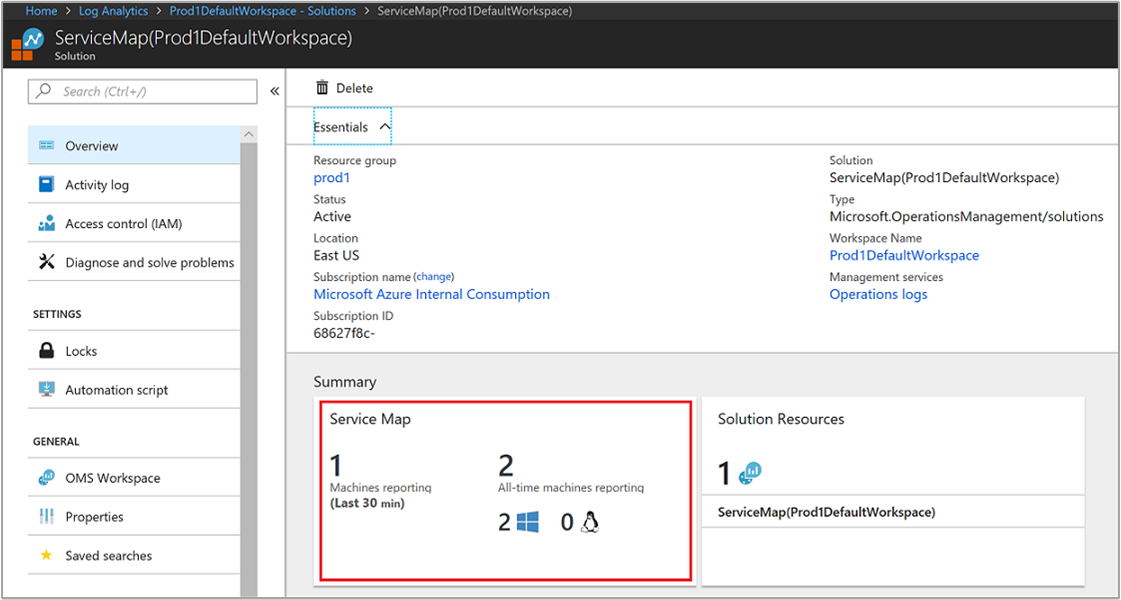 Home > Log Analytics > Prod1DefaultWorkspace - Solutions > ServiceMap(Prod1DefaultWorkspace)
ServiceMap(Prod1DefaultWorkspace)
Solution
Search (Ctrl+/)
«
Overview
Activity log
Access control (IAM)
Diagnose and solve problems
SETTINGS
Locks
Automation script
GENERAL
OMS Workspace
Properties
Saved searches
Delete
Essentials
Resource group
prod1
Status
Active
Location
East US
Subscription name (change)
Microsoft Azure Internal Consumption
Subscription ID
68627f8c-
Solution
ServiceMap(Prod1DefaultWorkspace)
Type
Microsoft.OperationsManagement/solutions
Workspace Name
Prod1DefaultWorkspace
Management services
Operations logs
Summary
Service Map
1
Machines reporting
(Last 30 min)
2
All-time machines reporting
2 0
Solution Resources
1
ServiceMap(Prod1DefaultWorkspace)